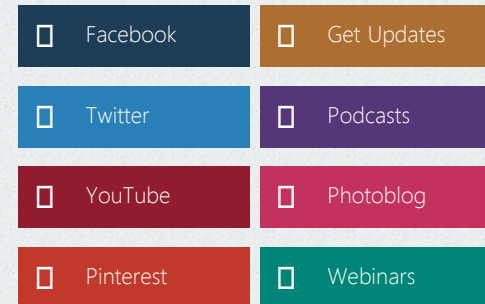 Facebook
Get Updates
Twitter
Podcasts
YouTube
Photoblog
Pinterest
Webinars